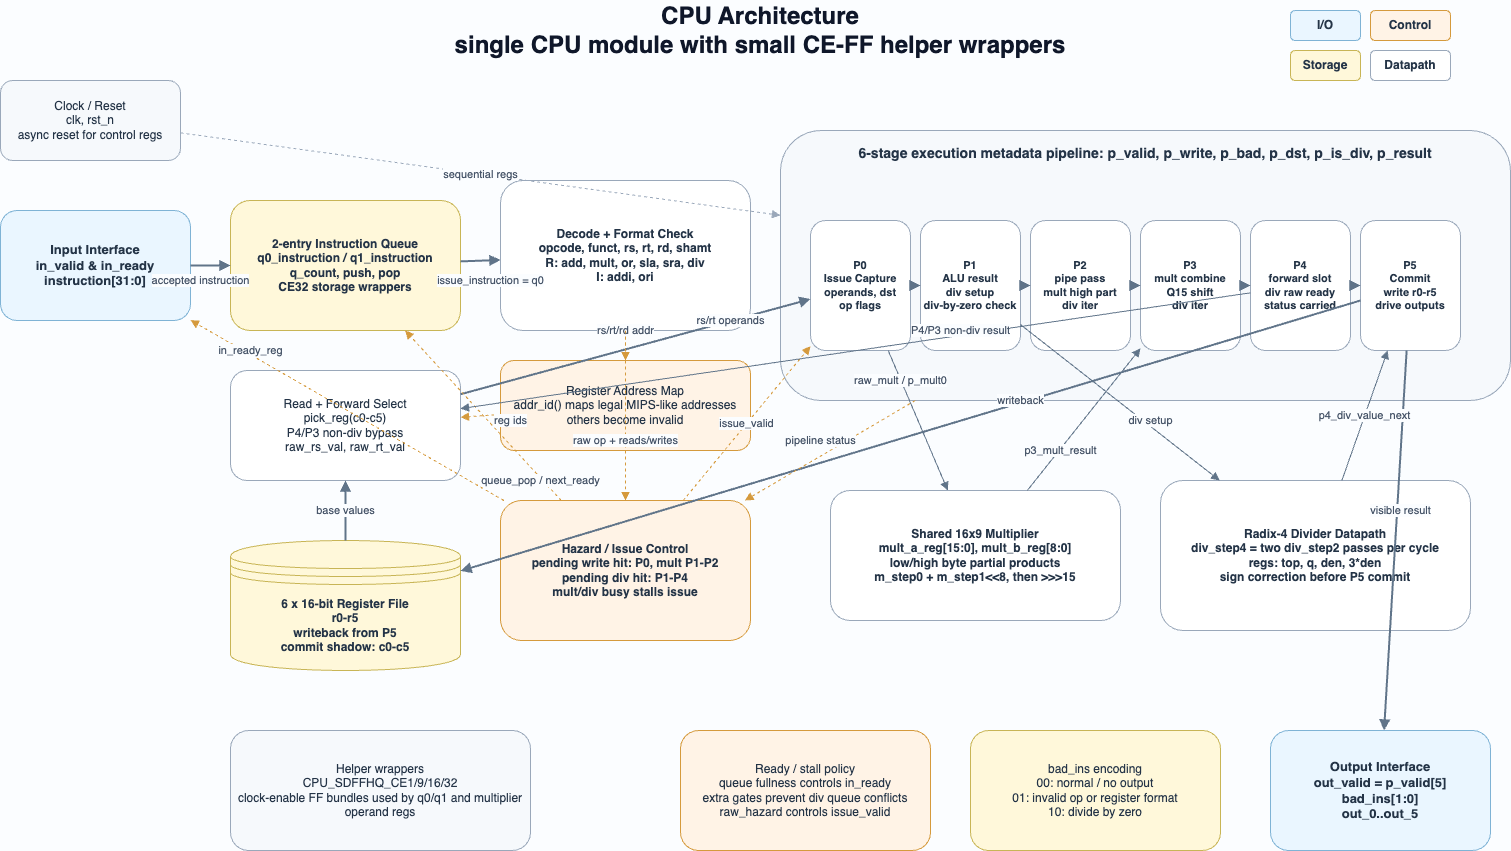 CPU Architecture
single CPU module with small CE-FF helper wrappers
I/O
Control
Storage
Datapath
Clock / Reset
clk, rst_n
async reset for control regs
sequential regs
6-stage execution metadata pipeline: p_valid, p_write, p_bad, p_dst, p_is_div, p_result
Input Interface
in_valid & in_ready
instruction[31:0]
accepted instruction
2-entry Instruction Queue
q0_instruction / q1_instruction
q_count, push, pop
CE32 storage wrappers
issue_instruction = q0
Decode + Format Check
opcode, funct, rs, rt, rd, shamt
R: add, mult, or, sla, sra, div
I: addi, ori
P0
Issue Capture
operands, dst
op flags
P1
ALU result
div setup
div-by-zero check
P2
pipe pass
mult high part
div iter
P3
mult combine
Q15 shift
div iter
P4
forward slot
div raw ready
status carried
P5
Commit
write r0-r5
drive outputs
rs/rt/rd addr
rs/rt operands
P4/P3 non-div result
in_ready_reg
Read + Forward Select
pick_reg(c0-c5)
P4/P3 non-div bypass
raw_rs_val, raw_rt_val
Register Address Map
addr_id() maps legal MIPS-like addresses
others become invalid
reg ids
raw op + reads/writes
issue_valid
pipeline status
raw_mult / p_mult0
writeback
div setup
p4_div_value_next
p3_mult_result
queue_pop / next_ready
base values
visible result
Hazard / Issue Control
pending write hit: P0, mult P1-P2
pending div hit: P1-P4
mult/div busy stalls issue
Shared 16x9 Multiplier
mult_a_reg[15:0], mult_b_reg[8:0]
low/high byte partial products
m_step0 + m_step1<<8, then >>>15
Radix-4 Divider Datapath
div_step4 = two div_step2 passes per cycle
regs: top, q, den, 3*den
sign correction before P5 commit
6 x 16-bit Register File
r0-r5
writeback from P5
commit shadow: c0-c5
Helper wrappers
CPU_SDFFHQ_CE1/9/16/32
clock-enable FF bundles used by q0/q1 and multiplier
operand regs
Ready / stall policy
queue fullness controls in_ready
extra gates prevent div queue conflicts
raw_hazard controls issue_valid
bad_ins encoding
00: normal / no output
01: invalid op or register format
10: divide by zero
Output Interface
out_valid = p_valid[5]
bad_ins[1:0]
out_0..out_5